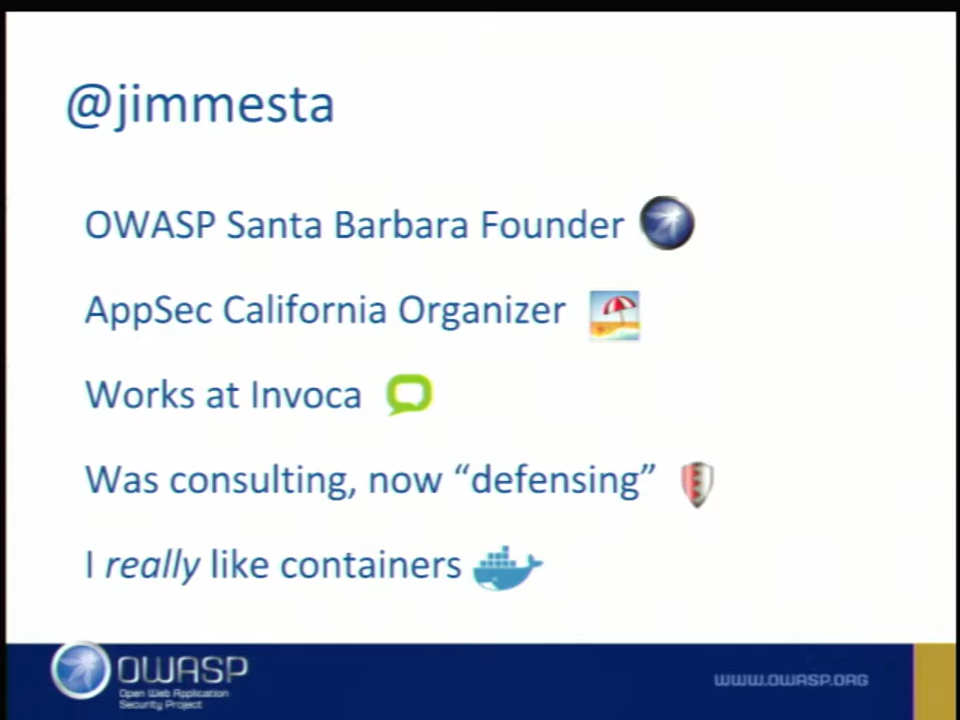 @jimmesta
OWASP Santa Barbara Founder
AppSec California Organizer
Works at Invoca
Was consulting, now “defensing”
I really like containers
OWASP
Open Web Application
Security Project
WWW.OWASP.ORG